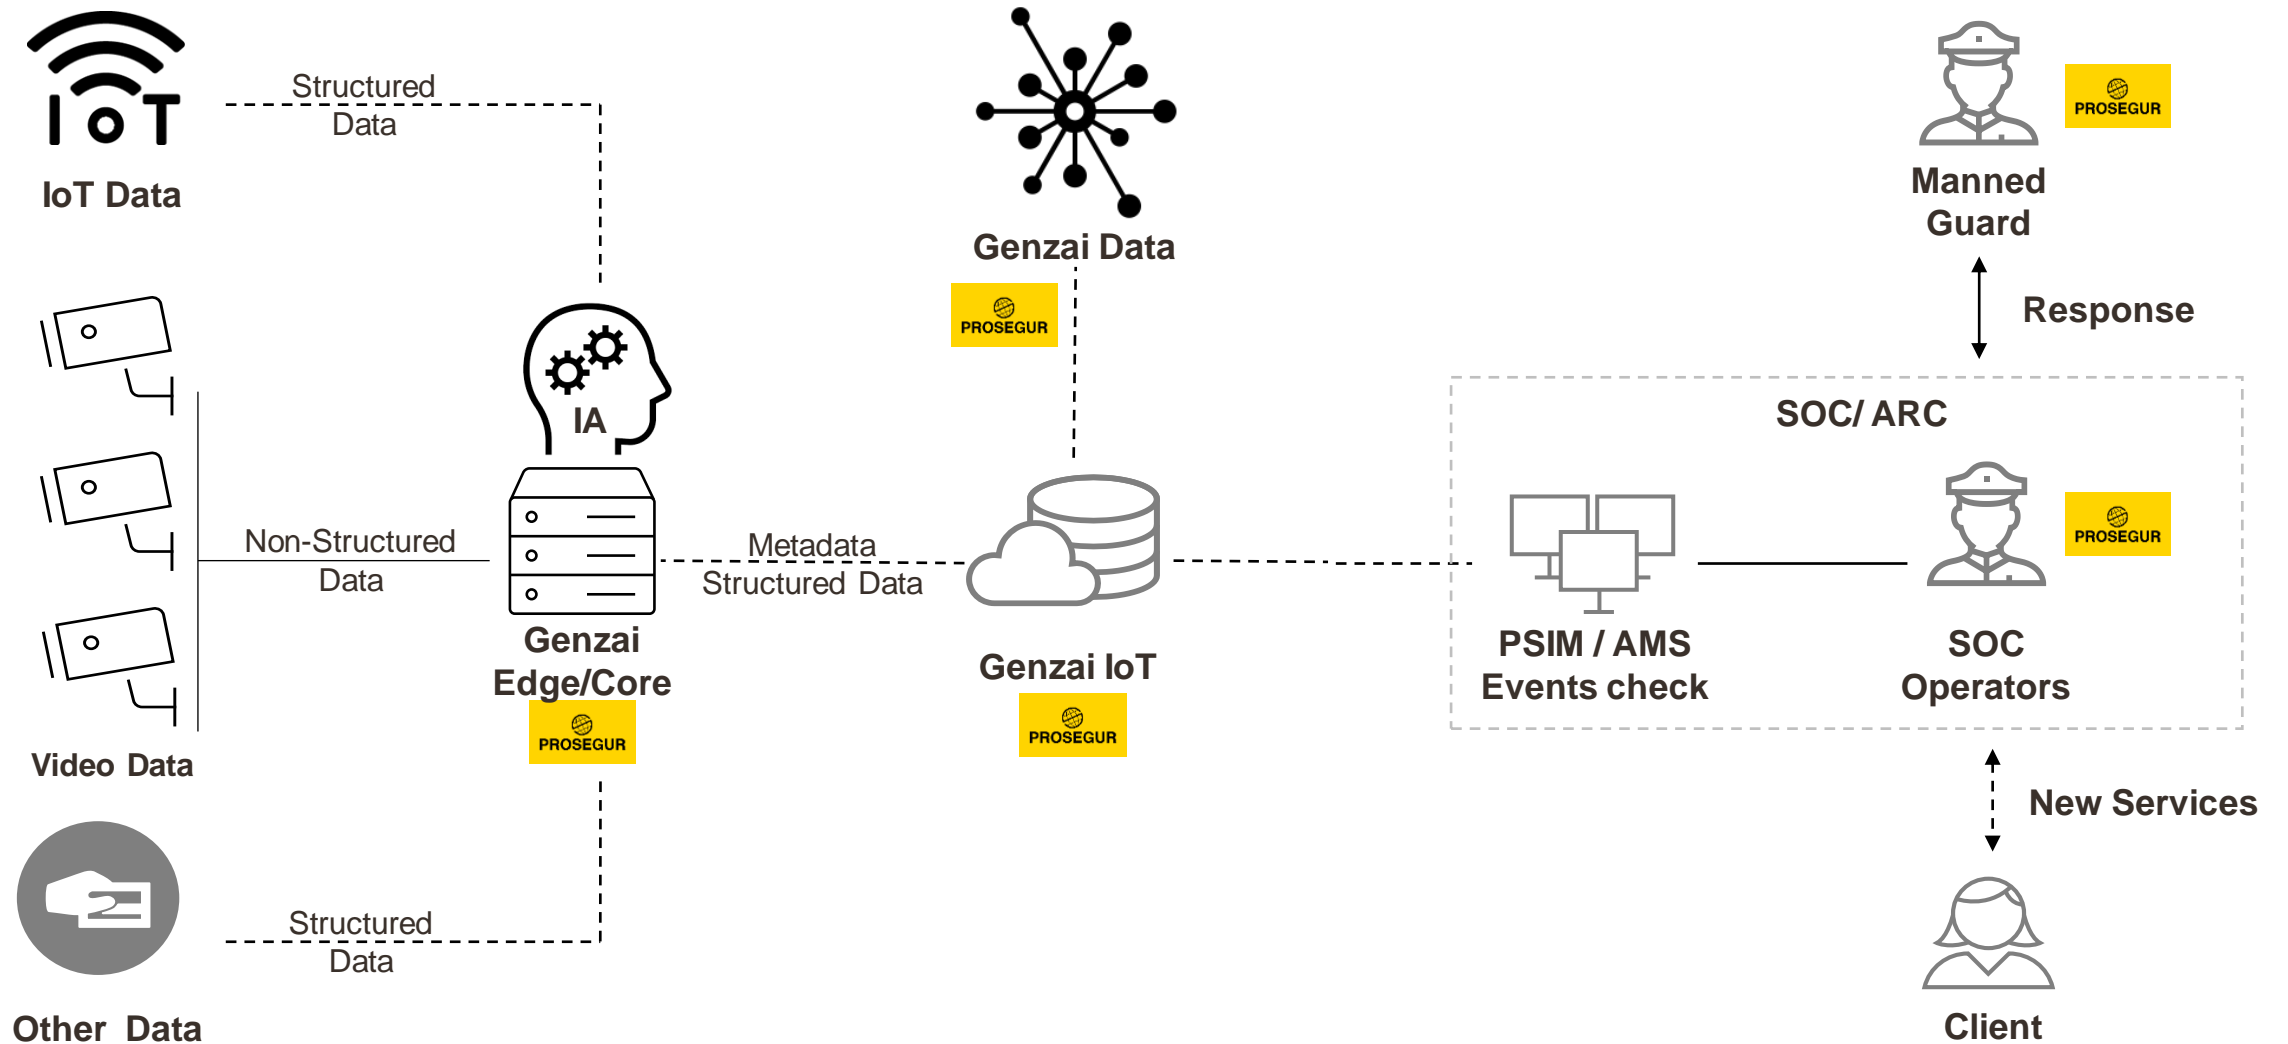 IoT
IoT Data
Structured
Data
Video Data
Non-Structured
Data
Other Data
Structured
Data
IA
Genzai
Edge/Core
PROSEGUR
Metadata
Structured Data
Genzai Data
PROSEGUR
Genzai IoT
PROSEGUR
Manned
Guard
PROSEGUR
Response
SOC/ ARC
PSIM / AMS
Events check
SOC
Operators
PROSEGUR
New Services
Client